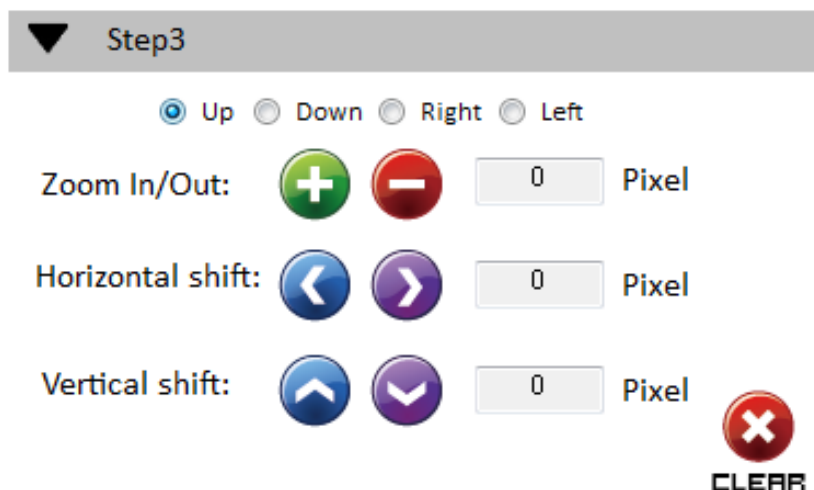 Step3
Up Down Right Left
Zoom In/Out: 0 Pixel
Horizontal shift: 0 Pixel
Vertical shift: 0 Pixel
CLEAR